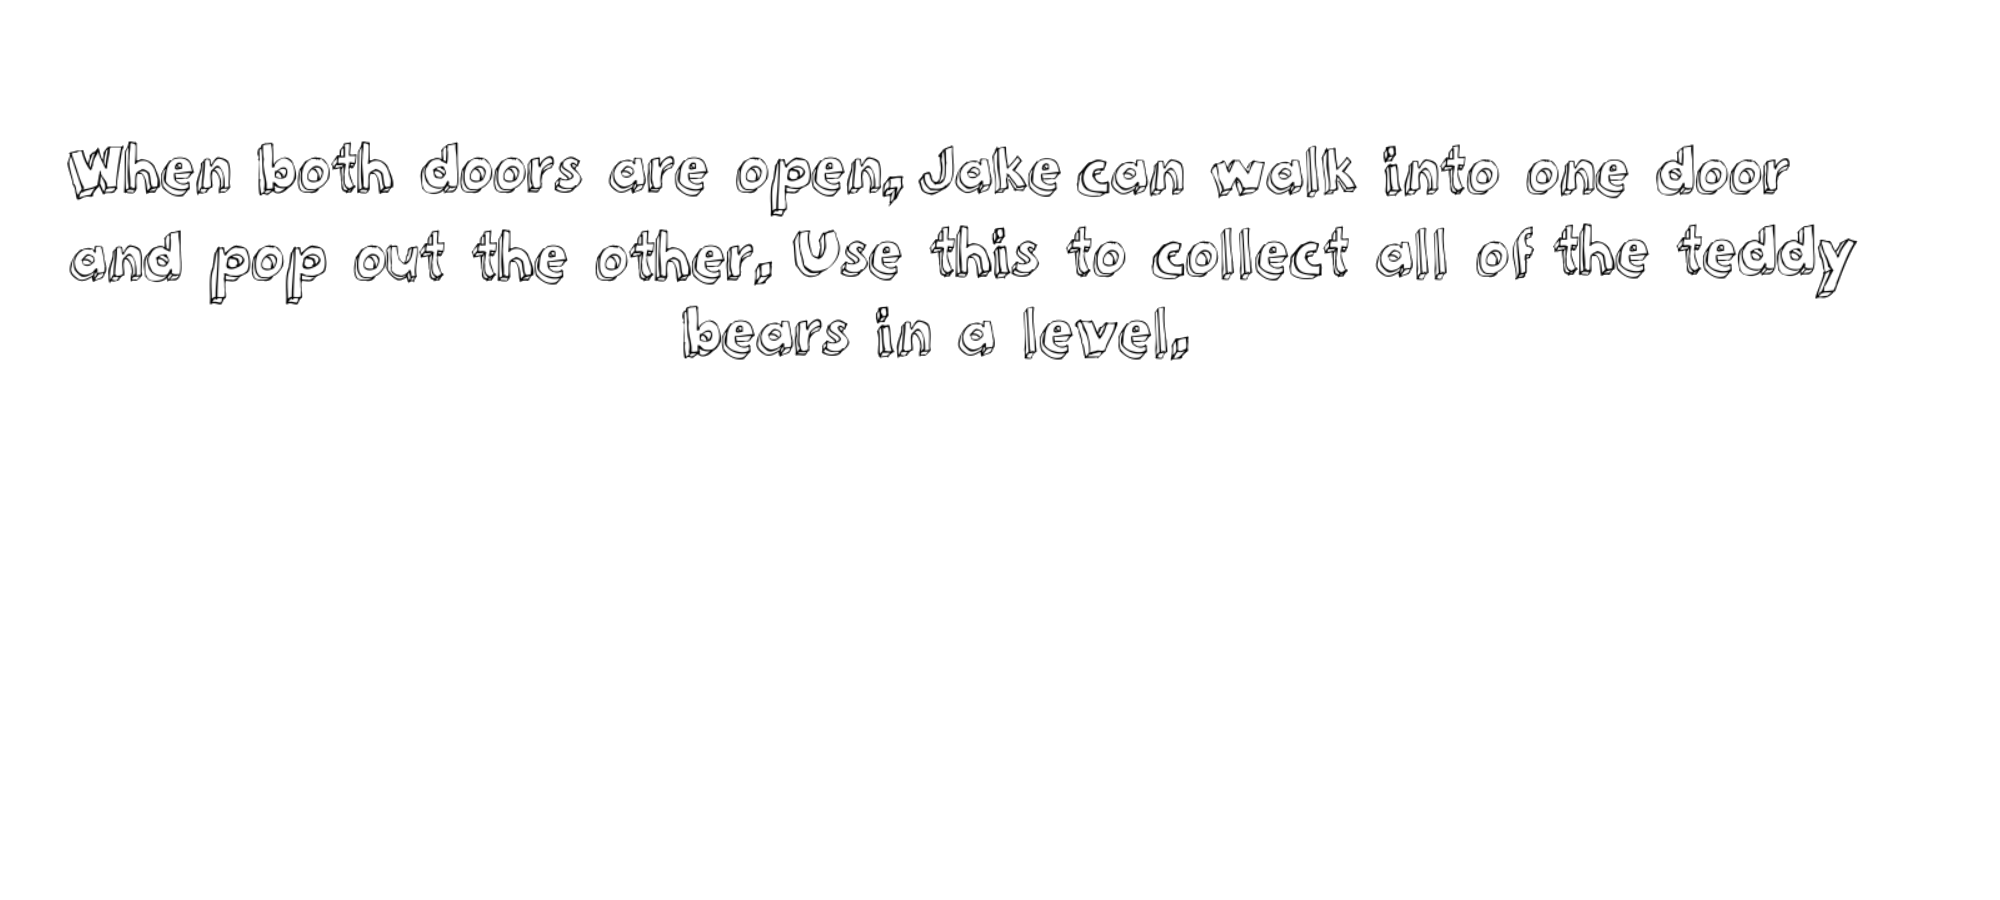 When both doors are open, Jake can walk into one door
and pop out the other. Use this to collect all of the teddy
bears in a level.